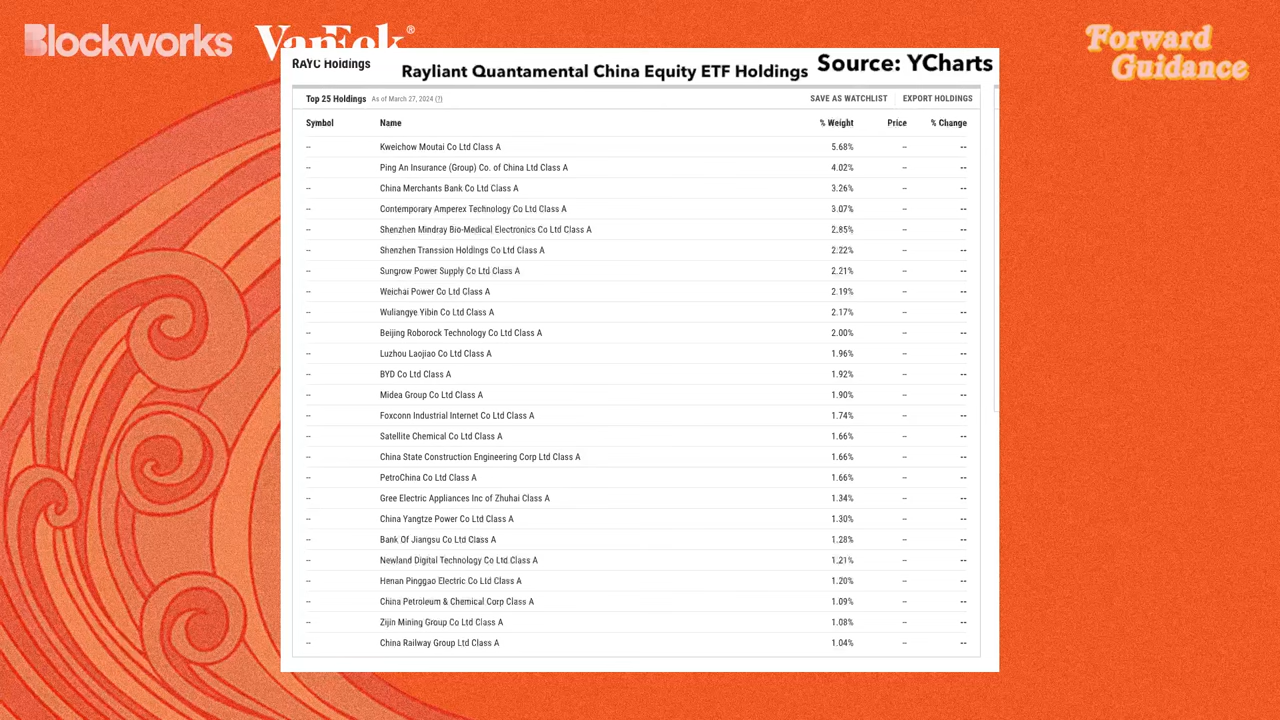 Blockworks VanEck®
Forward
Guidance
RAYC Holdings
Rayliant Quantamental China Equity ETF Holdings
Source: YCharts
Top 25 Holdings As of March 27, 2024 (?) SAVE AS WATCHLIST EXPORT HOLDINGS
Symbol Name % Weight Price % Change
-- Kweichow Moutai Co Ltd Class A 5.68% -- --
-- Ping An Insurance (Group) Co. of China Ltd Class A 4.02% -- --
-- China Merchants Bank Co Ltd Class A 3.26% -- --
-- Contemporary Amperex Technology Co Ltd Class A 3.07% -- --
-- Shenzhen Mindray Bio-Medical Electronics Co Ltd Class A 2.85% -- --
-- Shenzhen Transsion Holdings Co Ltd Class A 2.22% -- --
-- Sungrow Power Supply Co Ltd Class A 2.21% -- --
-- Weichai Power Co Ltd Class A 2.19% -- --
-- Wuliangye Yibin Co Ltd Class A 2.17% -- --
-- Beijing Roborock Technology Co Ltd Class A 2.00% -- --
-- Luzhou Laojiao Co Ltd Class A 1.96% -- --
-- BYD Co Ltd Class A 1.92% -- --
-- Midea Group Co Ltd Class A 1.90% -- --
-- Foxconn Industrial Internet Co Ltd Class A 1.74% -- --
-- Satellite Chemical Co Ltd Class A 1.66% -- --
-- China State Construction Engineering Corp Ltd Class A 1.66% -- --
-- PetroChina Co Ltd Class A 1.66% -- --
-- Gree Electric Appliances Inc of Zhuhai Class A 1.34% -- --
-- China Yangtze Power Co Ltd Class A 1.30% -- --
-- Bank Of Jiangsu Co Ltd Class A 1.28% -- --
-- Newland Digital Technology Co Ltd Class A 1.21% -- --
-- Henan Pinggao Electric Co Ltd Class A 1.20% -- --
-- China Petroleum & Chemical Corp Class A 1.09% -- --
-- Zijin Mining Group Co Ltd Class A 1.08% -- --
-- China Railway Group Ltd Class A 1.04% -- --